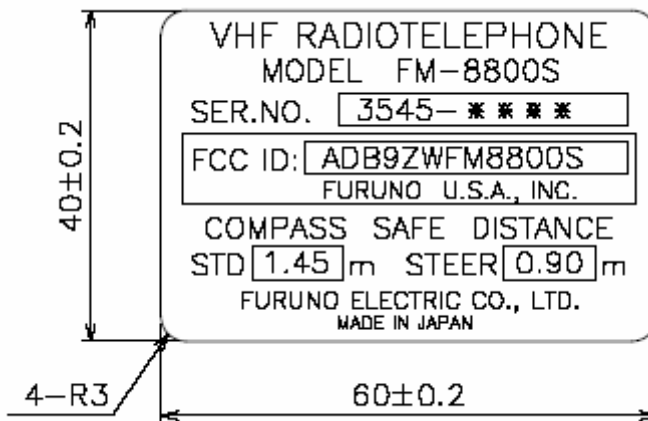 VHF RADIOTELEPHONE
MODEL FM-8800S
SER.NO. 3545-****
FCC ID: ADB9ZWFM8800S
FURUNO U.S.A., INC.
COMPASS SAFE DISTANCE
STD 1.45 m STEER 0.90 m
FURUNO ELECTRIC CO., LTD.
MADE IN JAPAN
40±0.2
4-R3
60±0.2